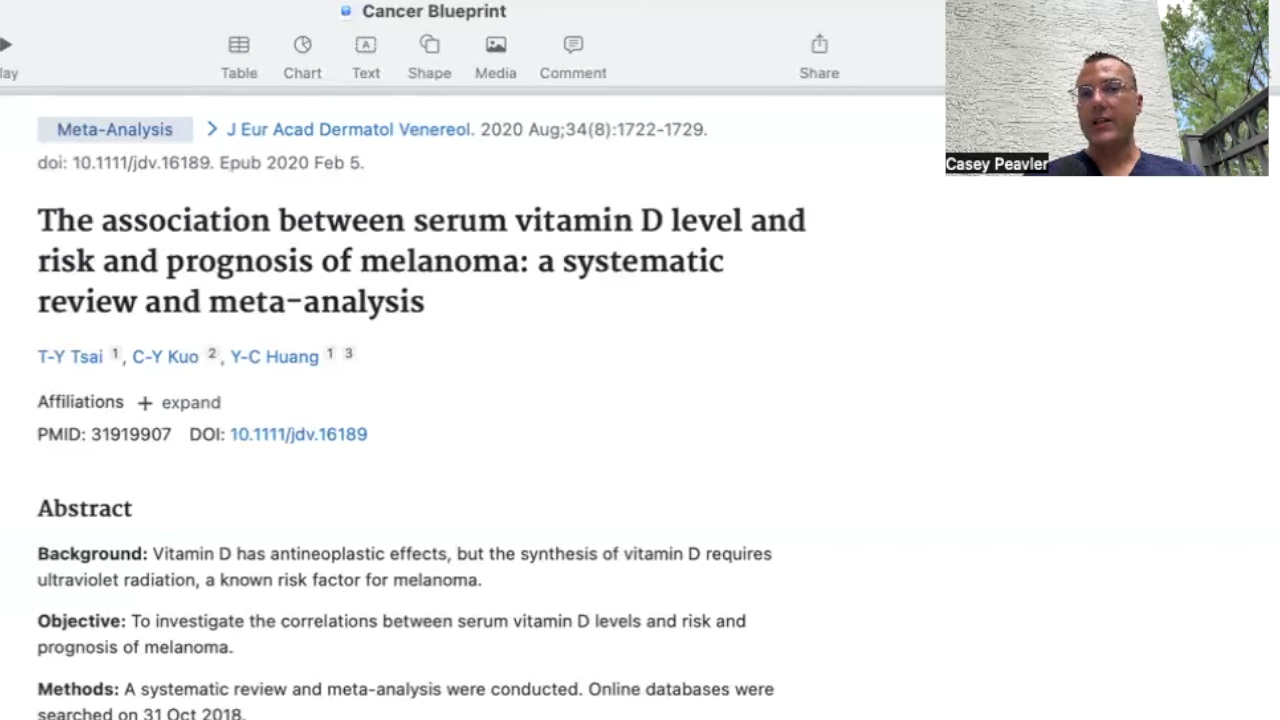 Cancer Blueprint
lay
Table
Chart
Text
Shape
Media
Comment
Share
Casey Peavler
Meta-Analysis
J Eur Acad Dermatol Venereol. 2020 Aug;34(8):1722-1729.
doi: 10.1111/jdv.16189. Epub 2020 Feb 5.
The association between serum vitamin D level and
risk and prognosis of melanoma: a systematic
review and meta-analysis
T-Y Tsai 1, C-Y Kuo 2, Y-C Huang 1 3
Affiliations + expand
PMID: 31919907 DOI: 10.1111/jdv.16189
Abstract
Background: Vitamin D has antineoplastic effects, but the synthesis of vitamin D requires
ultraviolet radiation, a known risk factor for melanoma.
Objective: To investigate the correlations between serum vitamin D levels and risk and
prognosis of melanoma.
Methods: A systematic review and meta-analysis were conducted. Online databases were
searched on 31 Oct 2018.